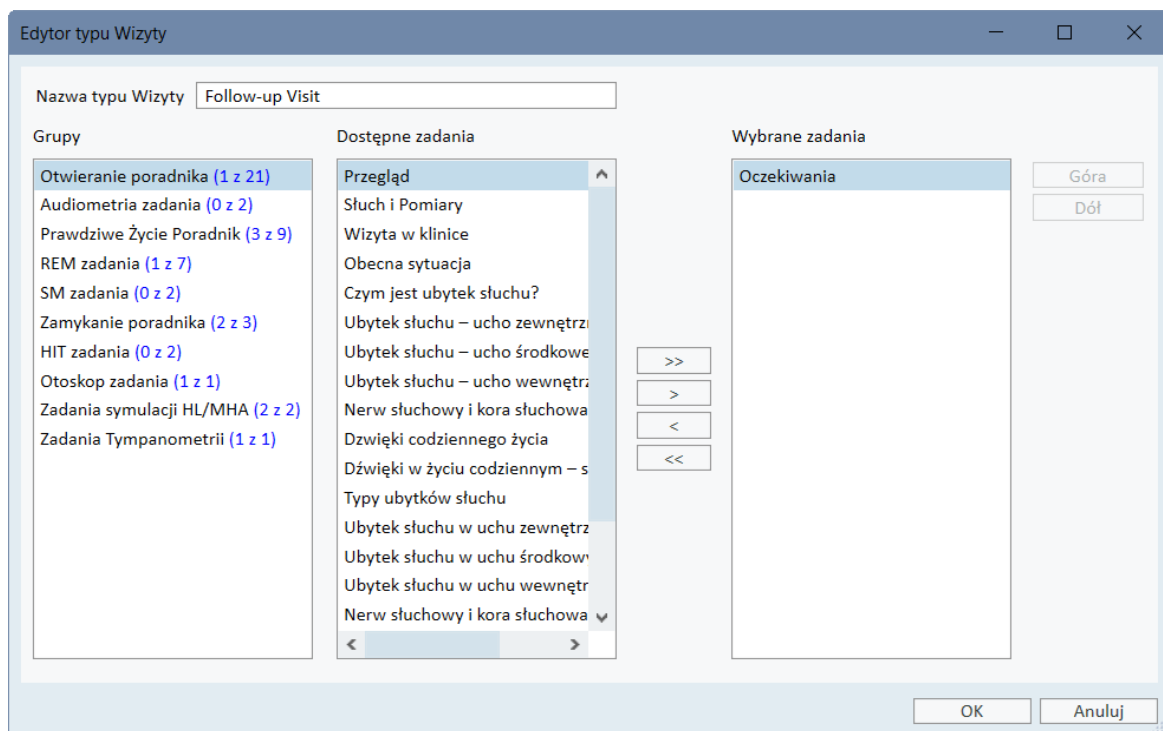 Edytor typu Wizyty
Nazwa typu Wizyty Follow-up Visit
Grupy
Otwieranie poradnika (1 z 21)
Audiometria zadania (0 z 2)
Prawdziwe Życie Poradnik (3 z 9)
REM zadania (1 z 7)
SM zadania (0 z 2)
Zamykanie poradnika (2 z 3)
HIT zadania (0 z 2)
Otoskop zadania (1 z 1)
Zadania symulacji HL/MHA (2 z 2)
Zadania Tympanometrii (1 z 1)
Dostępne zadania
Przegląd
Słuch i Pomiary
Wizyta w klinice
Obecna sytuacja
Czym jest ubytek słuchu?
Ubytek słuchu – ucho zewnętrz
Ubytek słuchu – ucho środkowe
Ubytek słuchu – ucho wewnętrz
Nerw słuchowy i kora słuchowa
Dzwięki codziennego życia
Dźwięki w życiu codziennym – s
Typy ubytków słuchu
Ubytek słuchu w uchu zewnętrz
Ubytek słuchu w uchu środkowy
Ubytek słuchu w uchu wewnętr
Nerw słuchowy i kora słuchowa
>>
>
<
<<
Wybrane zadania
Oczekiwania
Góra
Dół
OK
Anuluj